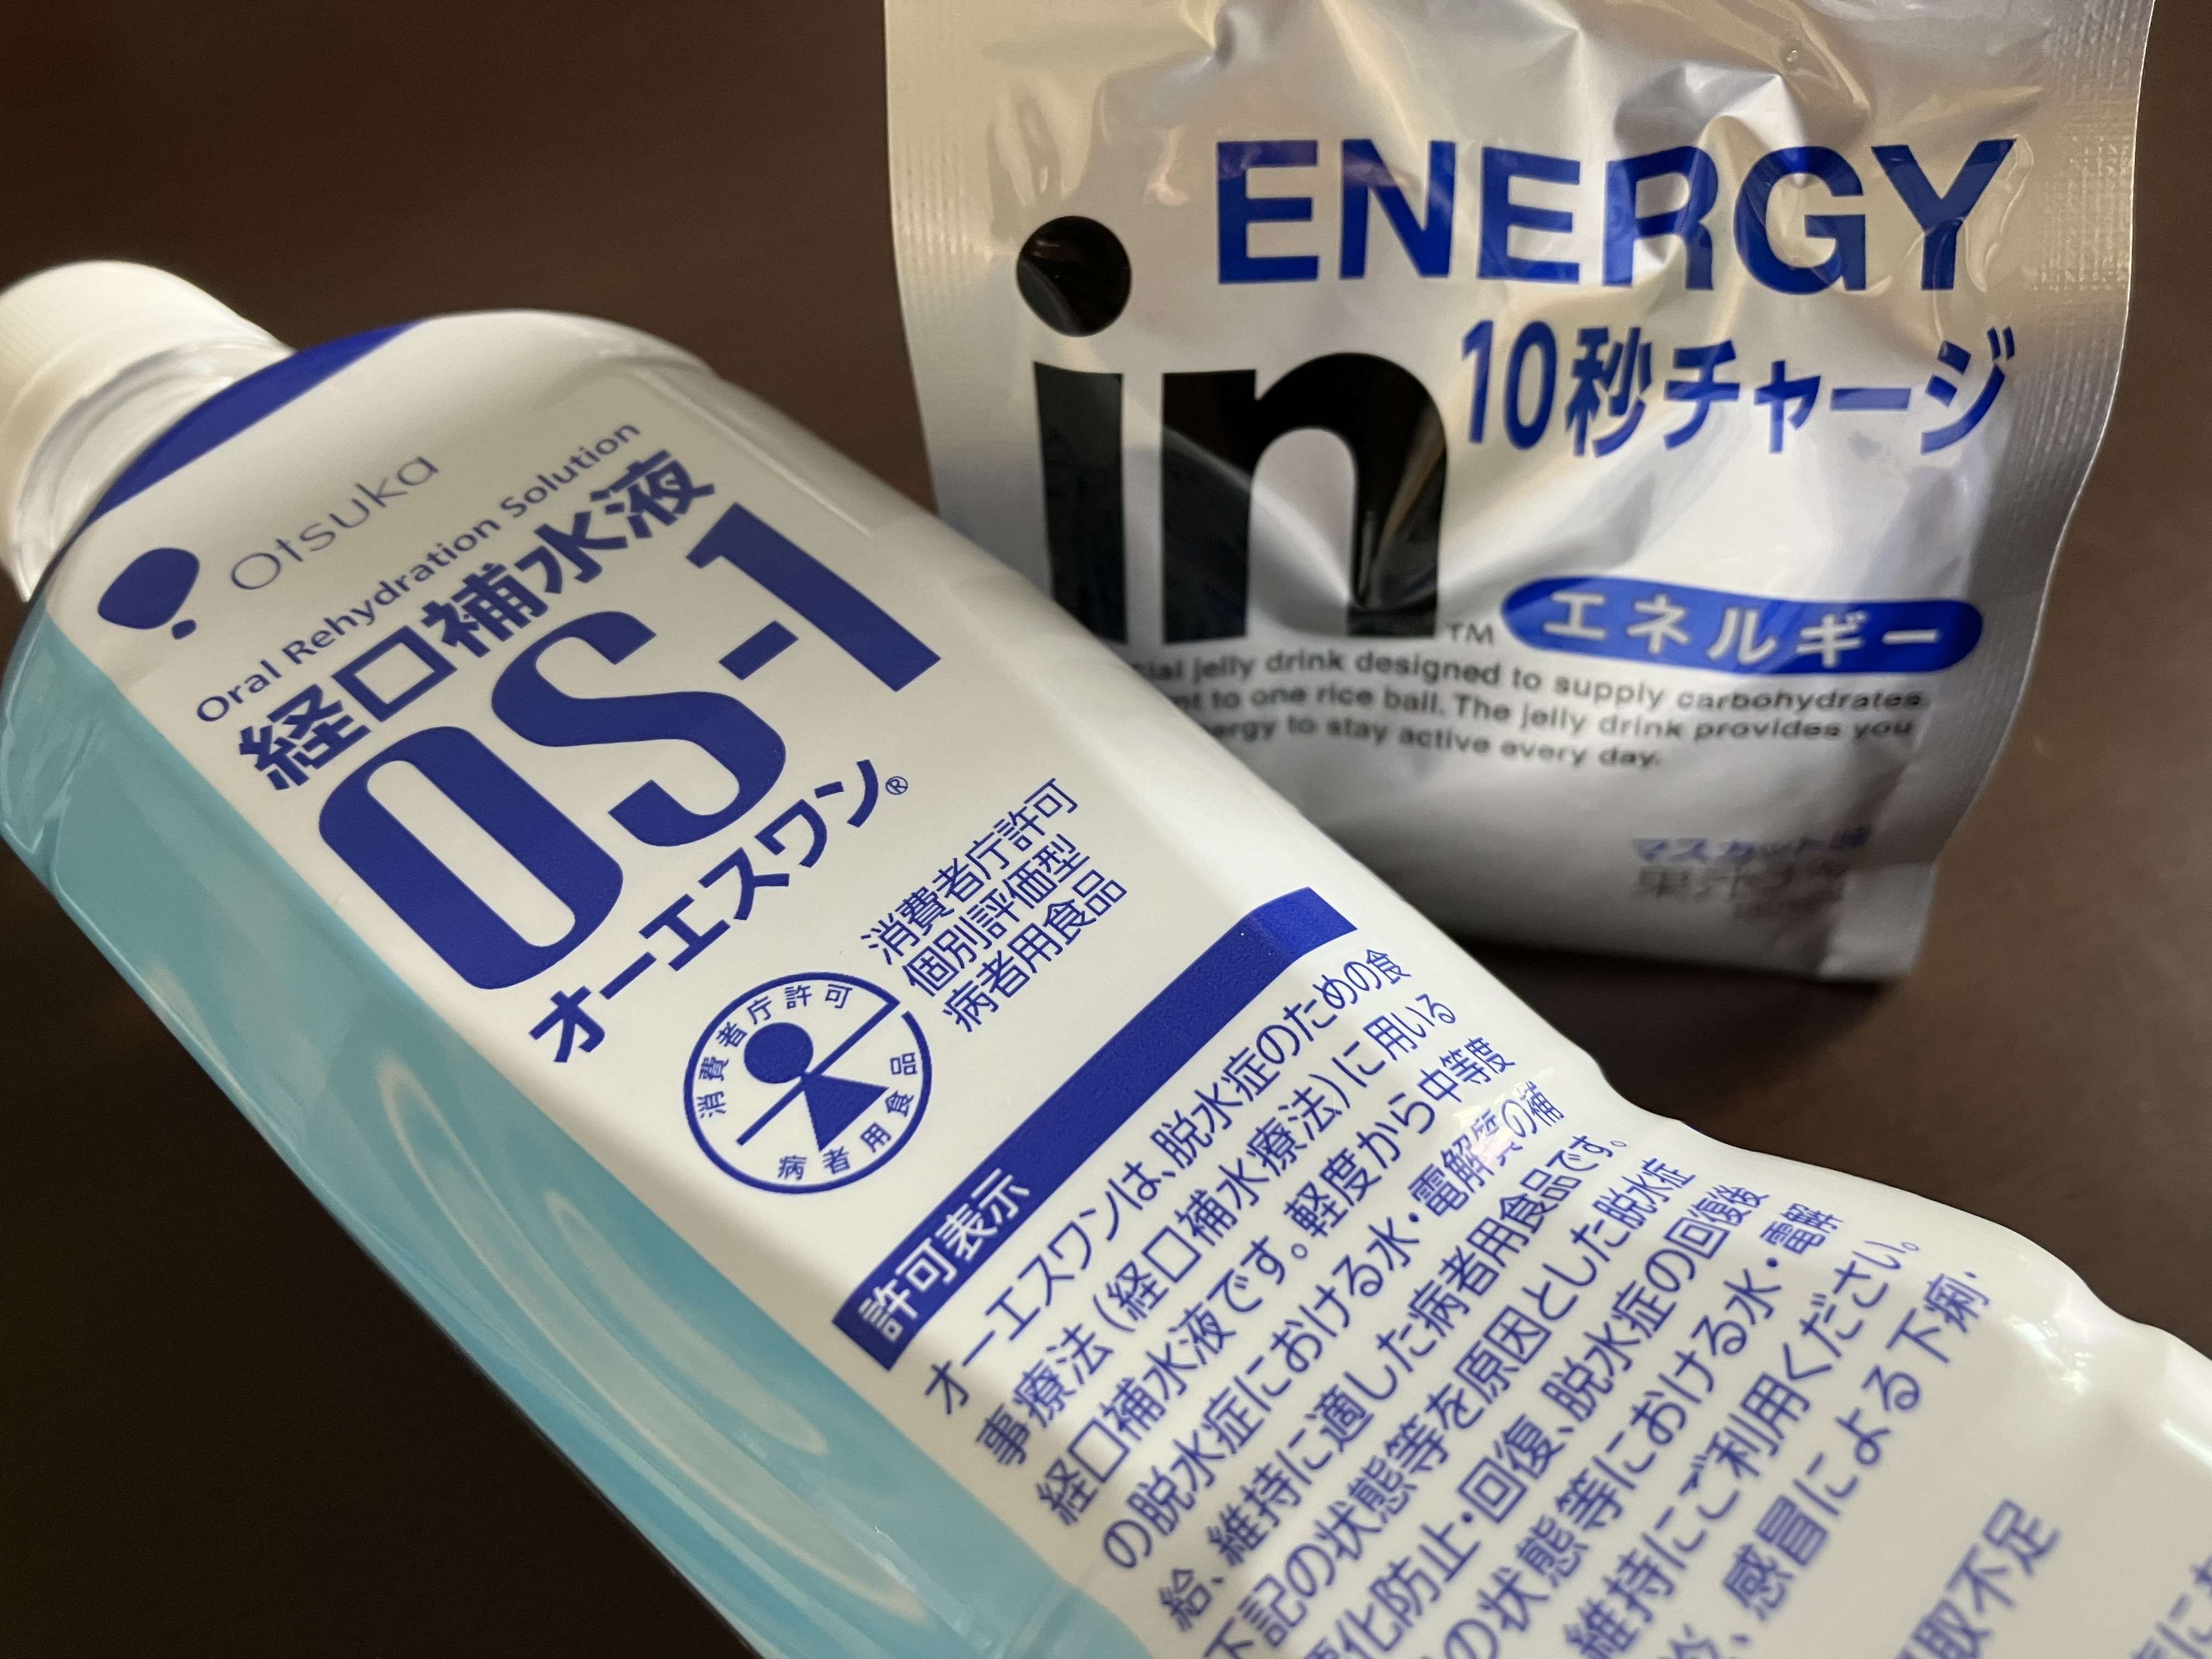 Otsuka
Oral Rehydration Solution
経口補水液
OS-1
オーエスワン®
消費者庁許可
個別評価型
病者用食品
消費者庁許可
病者用食品
許可表示
オーエスワンは、脱水症のための食
事療法(経口補水療法)に用いる
経口補水液です。軽度から中等度
の脱水症における水・電解質の補
給、維持に適した病者用食品です。
下記の状態等を原因とした脱水症
化防止・回復、脱水症の回復後
の状態等における水・電解
維持にご利用ください。
、感冒による下痢・
取不足
ENERGY
in
10秒チャージ
TM
エネルギー
jelly drink designed to supply carbohydrates
to one rice ball. The jelly drink provides you
to stay active every day.
マスカット味
果汁